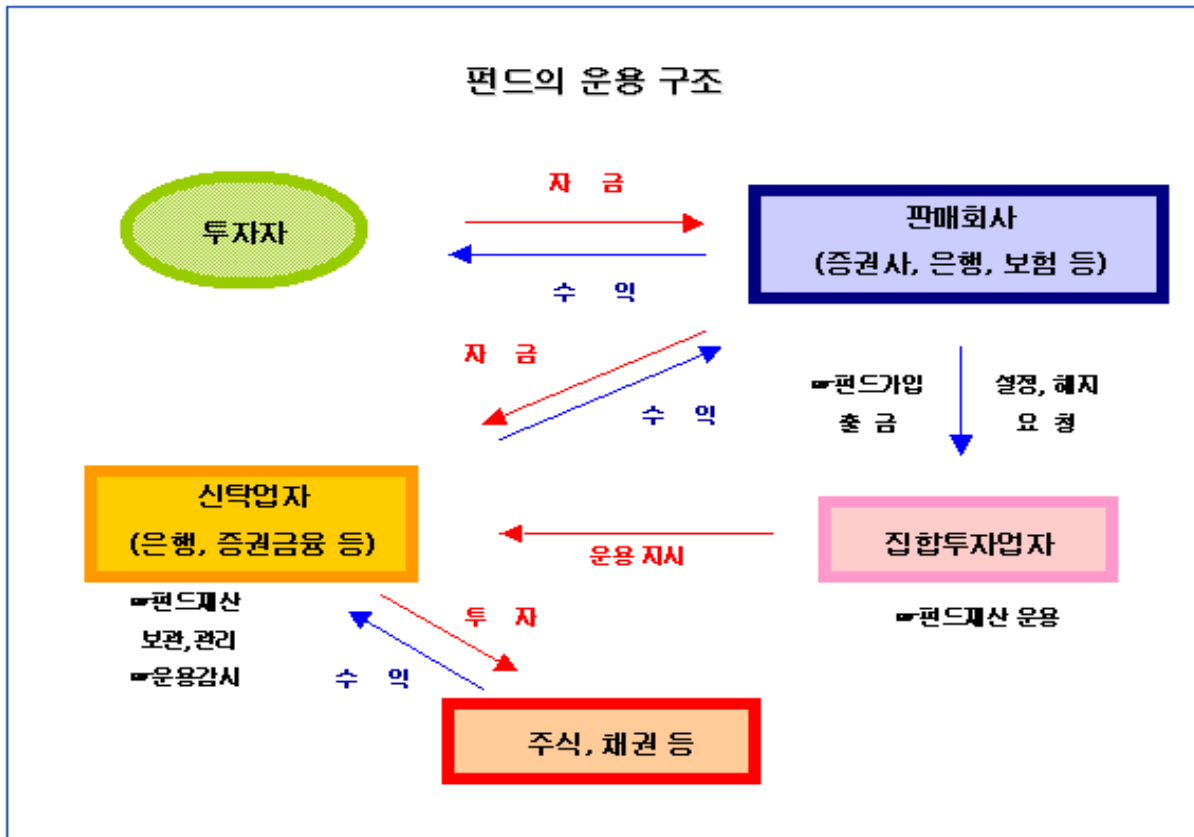 펀드의 운용 구조
자 금
투자자
판매회사
(증권사, 은행, 보험 등)
수 익
자 금
수 익
☞펀드가입
출 금
설정, 해지
요 청
신탁업자
(은행, 증권금융 등)
운용 지시
집합투자업자
☞펀드재산
보관,관리
☞운용감시
투 자
수 익
☞펀드재산 운용
주식, 채권 등